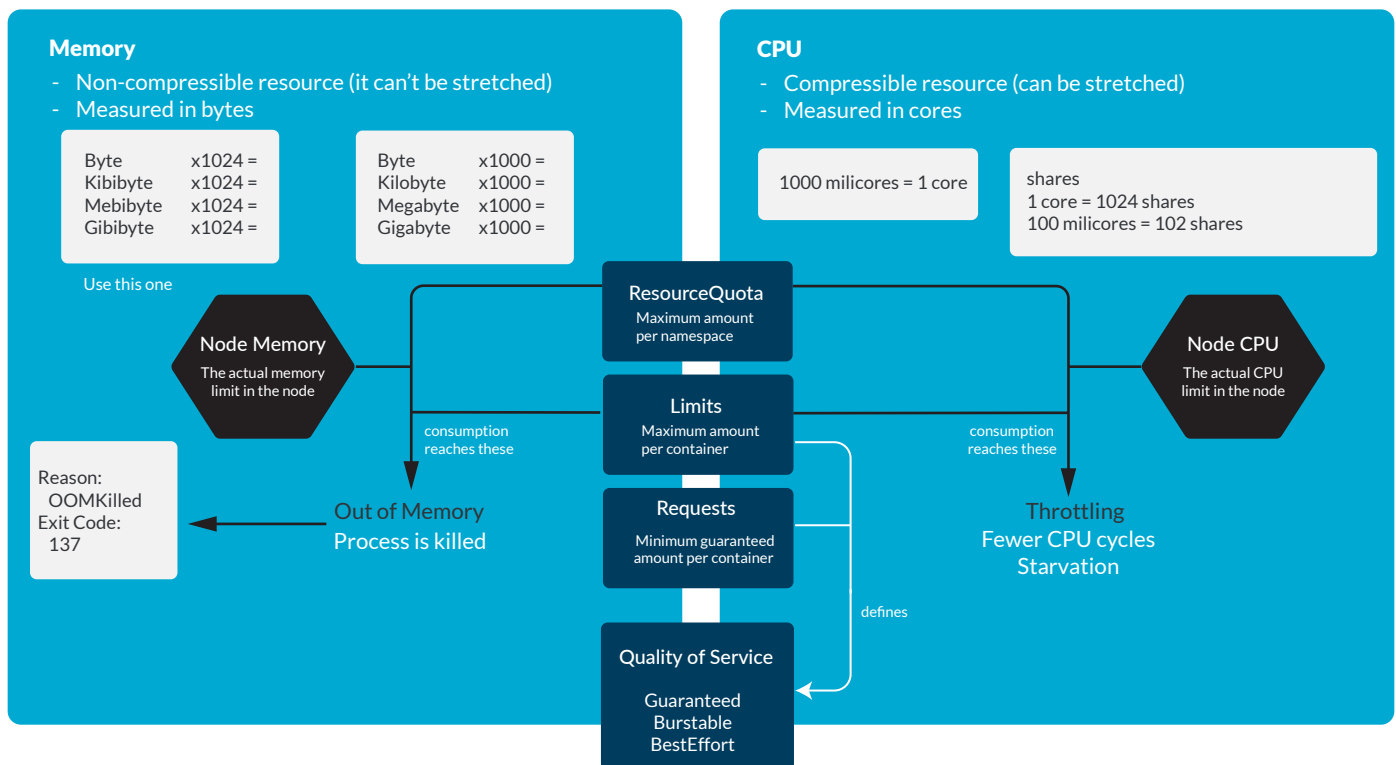 Memory
- Non-compressible resource (it can't be stretched)
- Measured in bytes
Byte x1024 =
Kibibyte x1024 =
Mebibyte x1024 =
Gibibyte x1024 =
Use this one
Byte x1000 =
Kilobyte x1000 =
Megabyte x1000 =
Gigabyte x1000 =
CPU
- Compressible resource (can be stretched)
- Measured in cores
1000 milicores = 1 core
shares
1 core = 1024 shares
100 milicores = 102 shares
ResourceQuota
Maximum amount
per namespace
Node Memory
The actual memory
limit in the node
Node CPU
The actual CPU
limit in the node
Limits
Maximum amount
per container
consumption
reaches these
consumption
reaches these
Reason:
OOMKilled
Exit Code:
137
Out of Memory
Process is killed
Requests
Minimum guaranteed
amount per container
Throttling
Fewer CPU cycles
Starvation
defines
Quality of Service
Guaranteed
Burstable
BestEffort